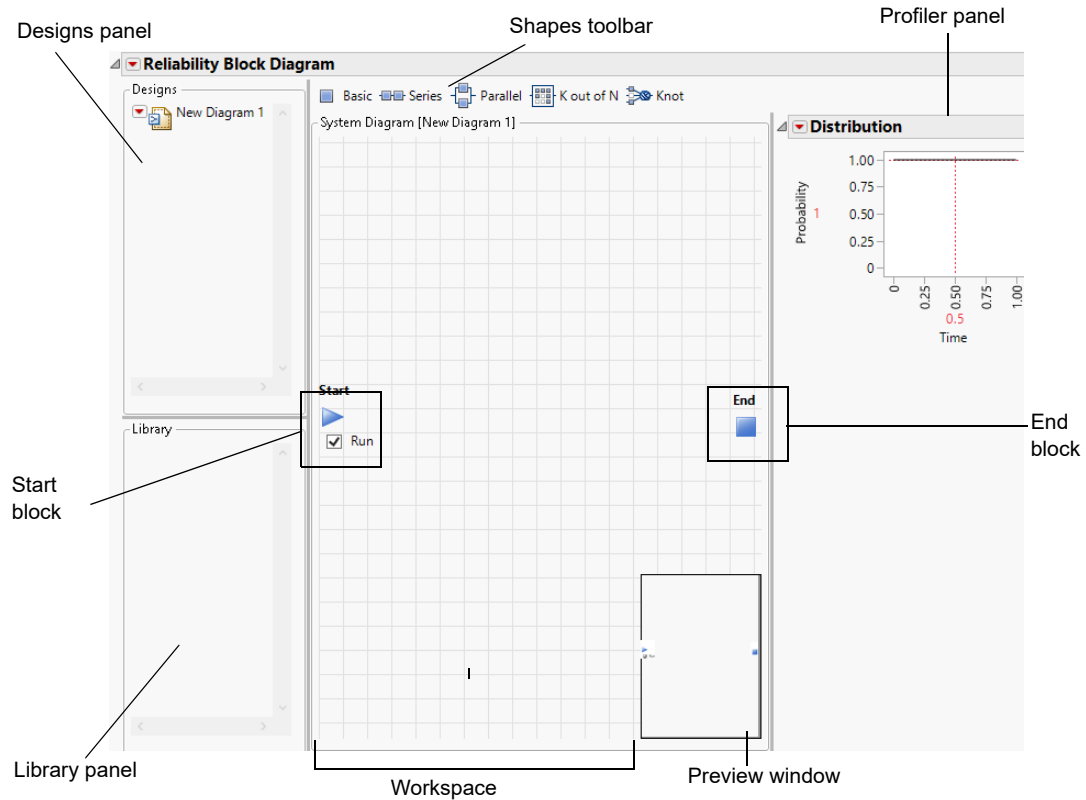 Designs panel
Shapes toolbar
Profiler panel
Reliability Block Diagram
Designs
New Diagram 1
Basic Series Parallel K out of N Knot
System Diagram [New Diagram 1]
Distribution
1.00
0.75
0.50
0.25
0
Probability
1
0 0.25 0.50 0.75 1.00
0.5
Time
Start
Run
End
End
block
Library
Start
block
Library panel
Workspace
Preview window